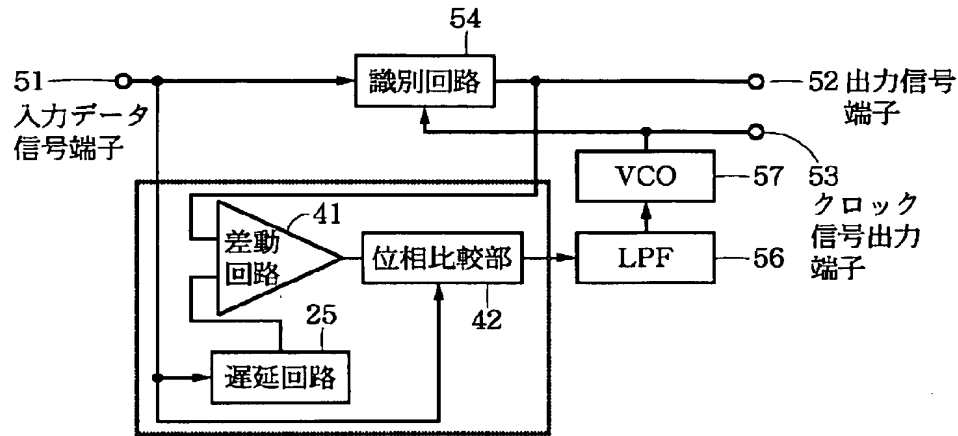 54
51
識別回路
52 出力信号
端子
入力データ
信号端子
VCO
57
53
クロック
信号出力
端子
41
差動
回路
位相比較部
LPF
56
42
25
遅延回路